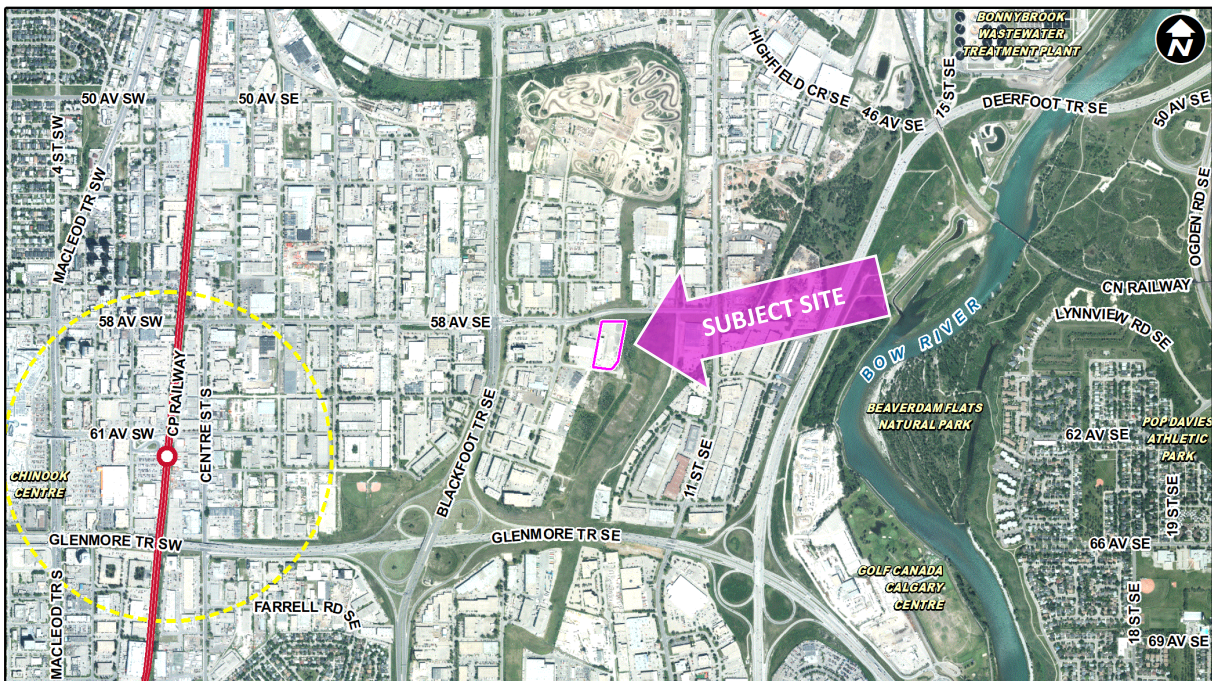 BONNYBROOK
WASTEWATER
TREATMENT PLANT
N
HIGHFIELD CR SE
50 AV SW
50 AV SE
46 AV SE
15 ST SE
DEERFOOT TR SE
50 AV SE
4 ST SW
MACLEOD TR SW
OGDEN RD SE
CN RAILWAY
SUBJECT SITE
58 AV SW
58 AV SE
LYNNVIEW RD SE
BOW RIVER
CP RAILWAY
CENTRE ST S
61 AV SW
BLACKFOOT TR SE
11 ST SE
BEAVERDAM FLATS
NATURAL PARK
62 AV SE
POP DAVIES
ATHLETIC
PARK
CHINOOK
CENTRE
19 ST SE
GLENMORE TR SW
GLENMORE TR SE
66 AV SE
GOLF CANADA
CALGARY
CENTRE
MACLEOD TR S
FARRELL RD SE
18 ST SE
69 AV SE